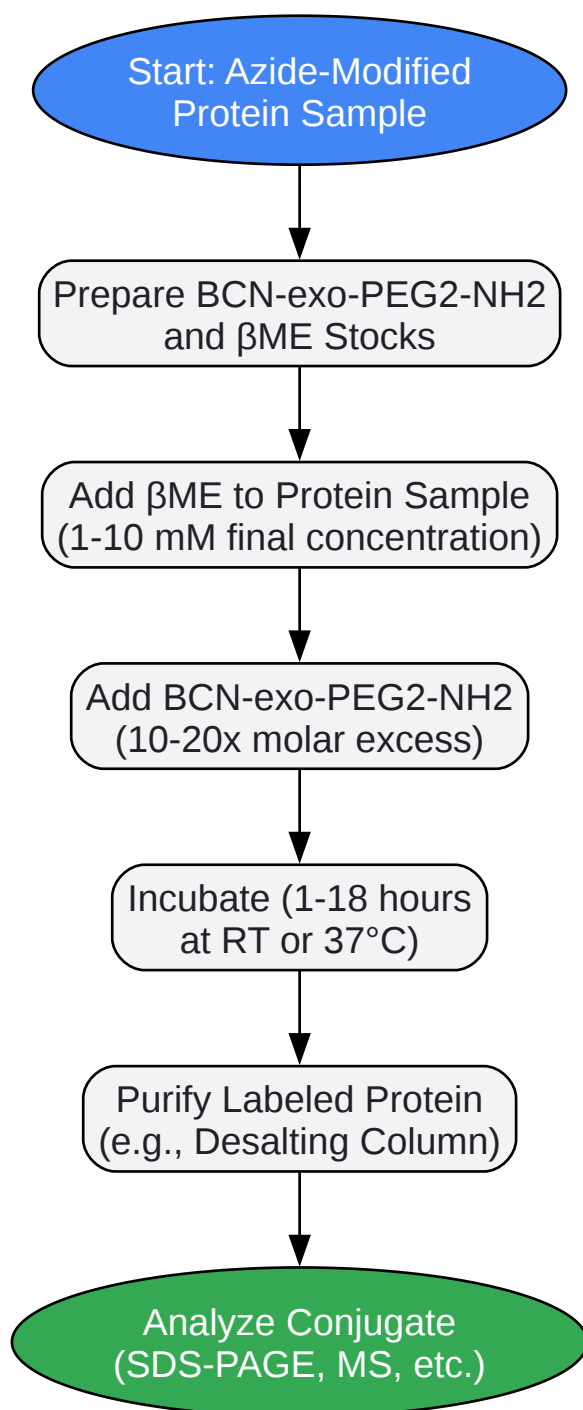 Start: Azide-Modified
Protein Sample
Prepare BCN-exo-PEG2-NH2
and βME Stocks
Add βME to Protein Sample
(1-10 mM final concentration)
Add BCN-exo-PEG2-NH2
(10-20x molar excess)
Incubate (1-18 hours
at RT or 37°C)
Purify Labeled Protein
(e.g., Desalting Column)
Analyze Conjugate
(SDS-PAGE, MS, etc.)